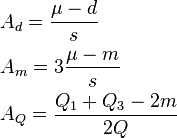 A_d = \frac{\mu - d}{s}
A_m = 3\frac{\mu - m}{s}
A_Q = \frac{Q_1 + Q_3 - 2m}{2Q}